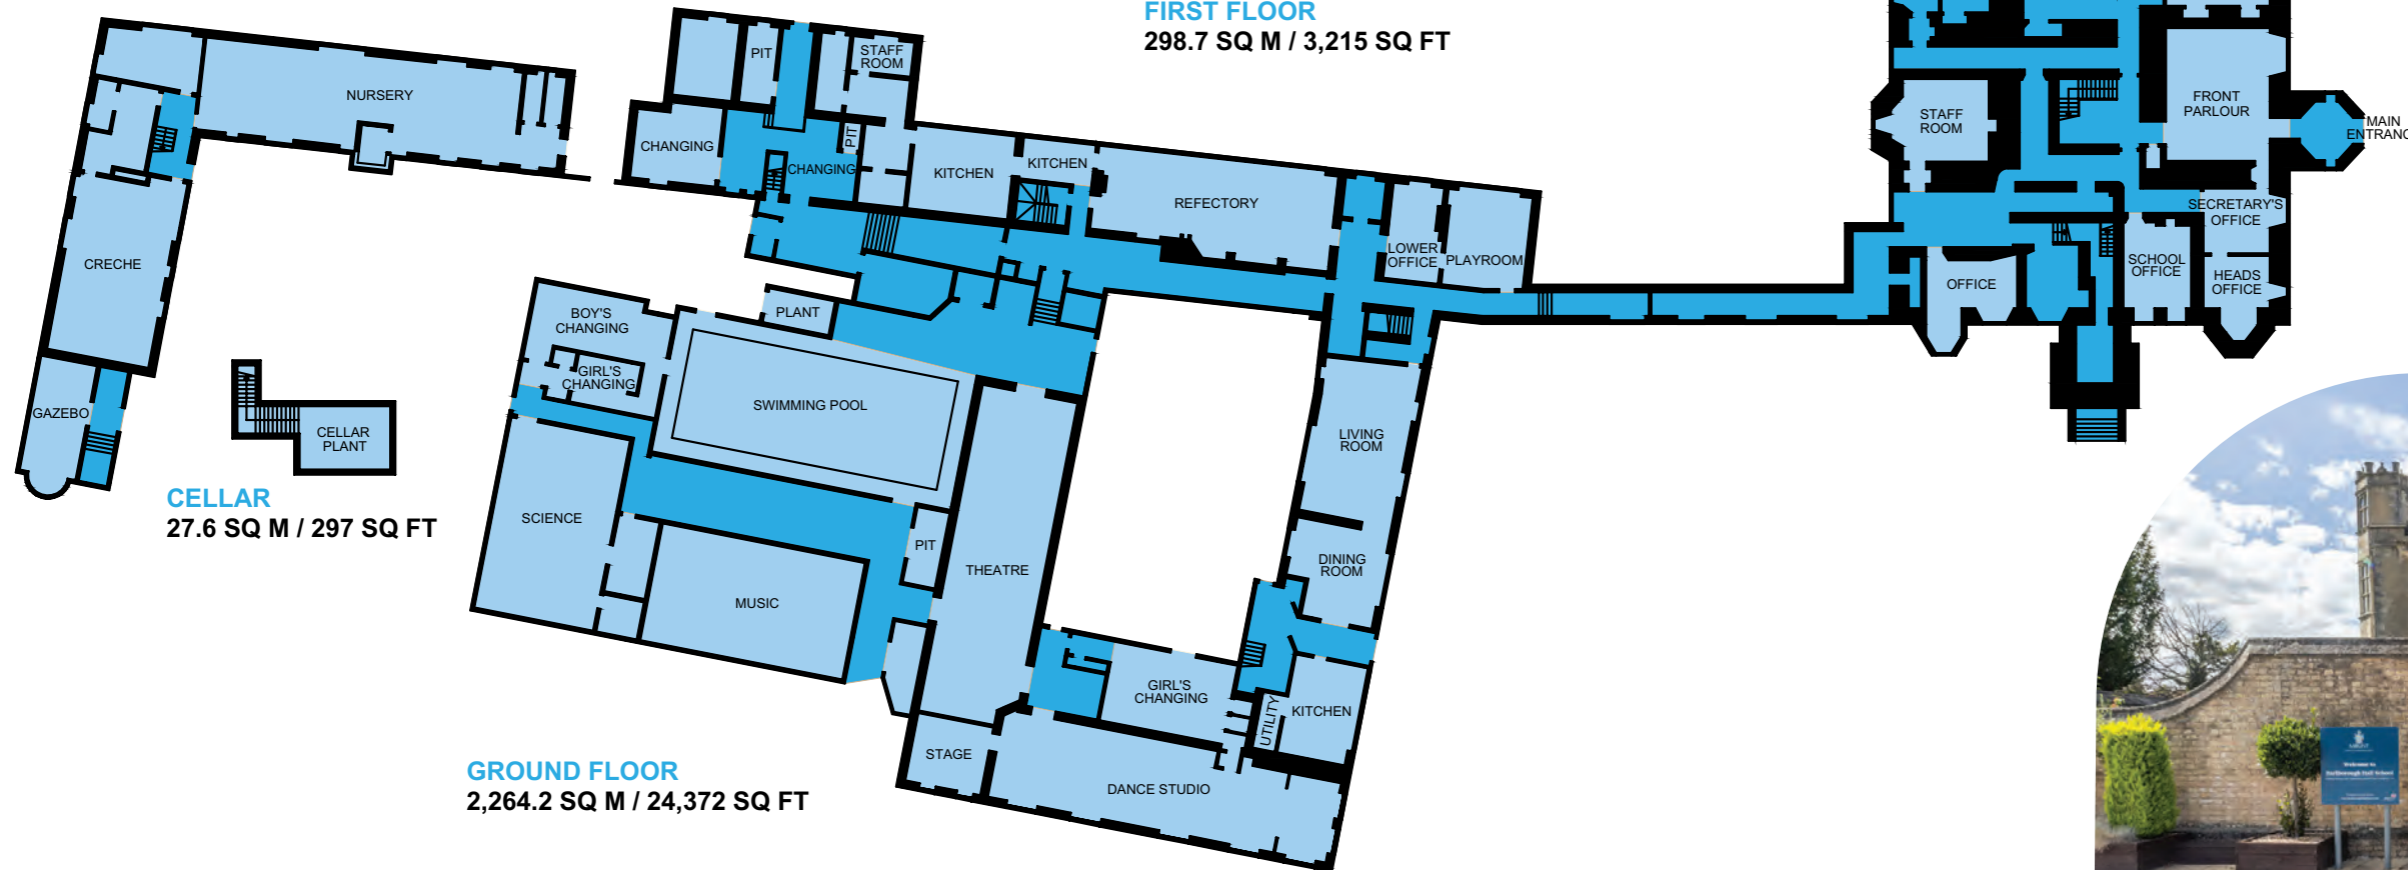 FIRST FLOOR
298.7 SQ M / 3,215 SQ FT
NURSERY
PIT
STAFF
ROOM
CHANGING
PIT
CHANGING
KITCHEN
KITCHEN
REFECTORY
LOWER
OFFICE
PLAYROOM
STAFF
ROOM
FRONT
PARLOUR
MAIN
SECRETARY'S
OFFICE
SCHOOL
OFFICE
HEADS
OFFICE
OFFICE
CRECHE
GAZEBO
CELLAR
PLANT
CELLAR
27.6 SQ M / 297 SQ FT
BOY'S
CHANGING
GIRL'S
CHANGING
PLANT
SWIMMING POOL
SCIENCE
MUSIC
PIT
THEATRE
LIVING
ROOM
DINING
ROOM
GIRL'S
CHANGING
UTILITY
KITCHEN
STAGE
DANCE STUDIO
GROUND FLOOR
2,264.2 SQ M / 24,372 SQ FT
Welcome to